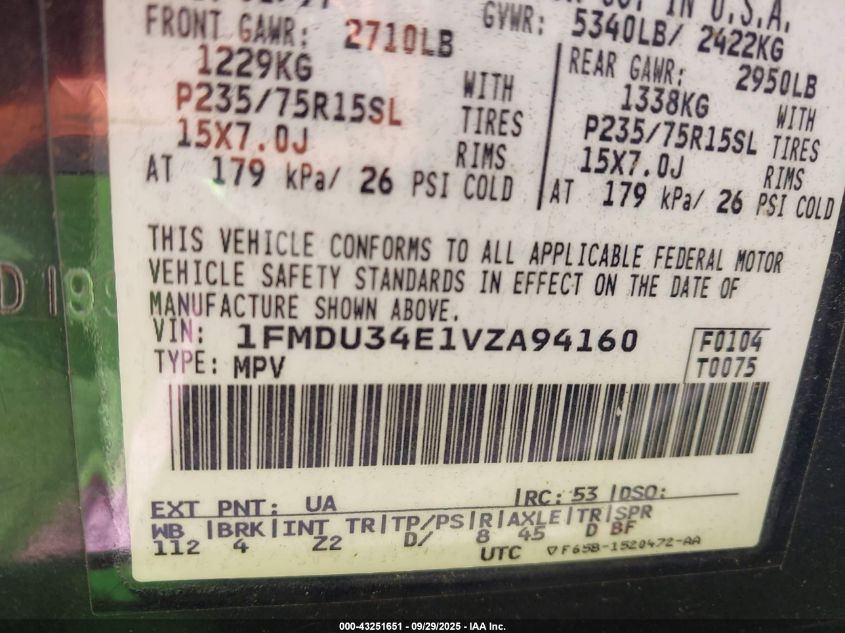 IN U.S.A.
FRONT GAWR: 2710LB GVWR: 5340LB/ 2422KG
1229KG WITH REAR GAWR: 2950LB
P235/75R15SL TIRES 1338KG WITH
15X7.0J RIMS P235/75R15SL TIRES
AT 179 kPa/ 26 PSI COLD 15X7.0J RIMS
AT 179 kPa/ 26 PSI COLD
THIS VEHICLE CONFORMS TO ALL APPLICABLE FEDERAL MOTOR
VEHICLE SAFETY STANDARDS IN EFFECT ON THE DATE OF
MANUFACTURE SHOWN ABOVE.
VIN: 1FMDU34E1VZA94160 F0104
TYPE: MPV T0075
EXT PNT: UA |RC: 53 |DSO:
WB |BRK|INT TR|TP/PS|R|AXLE|TR|SPR
112 4 Z2 D/ 8 45 D BF
UTC ▽F65B-1520472-AA
000-43251651 | 09/29/2025 | IAA Inc.